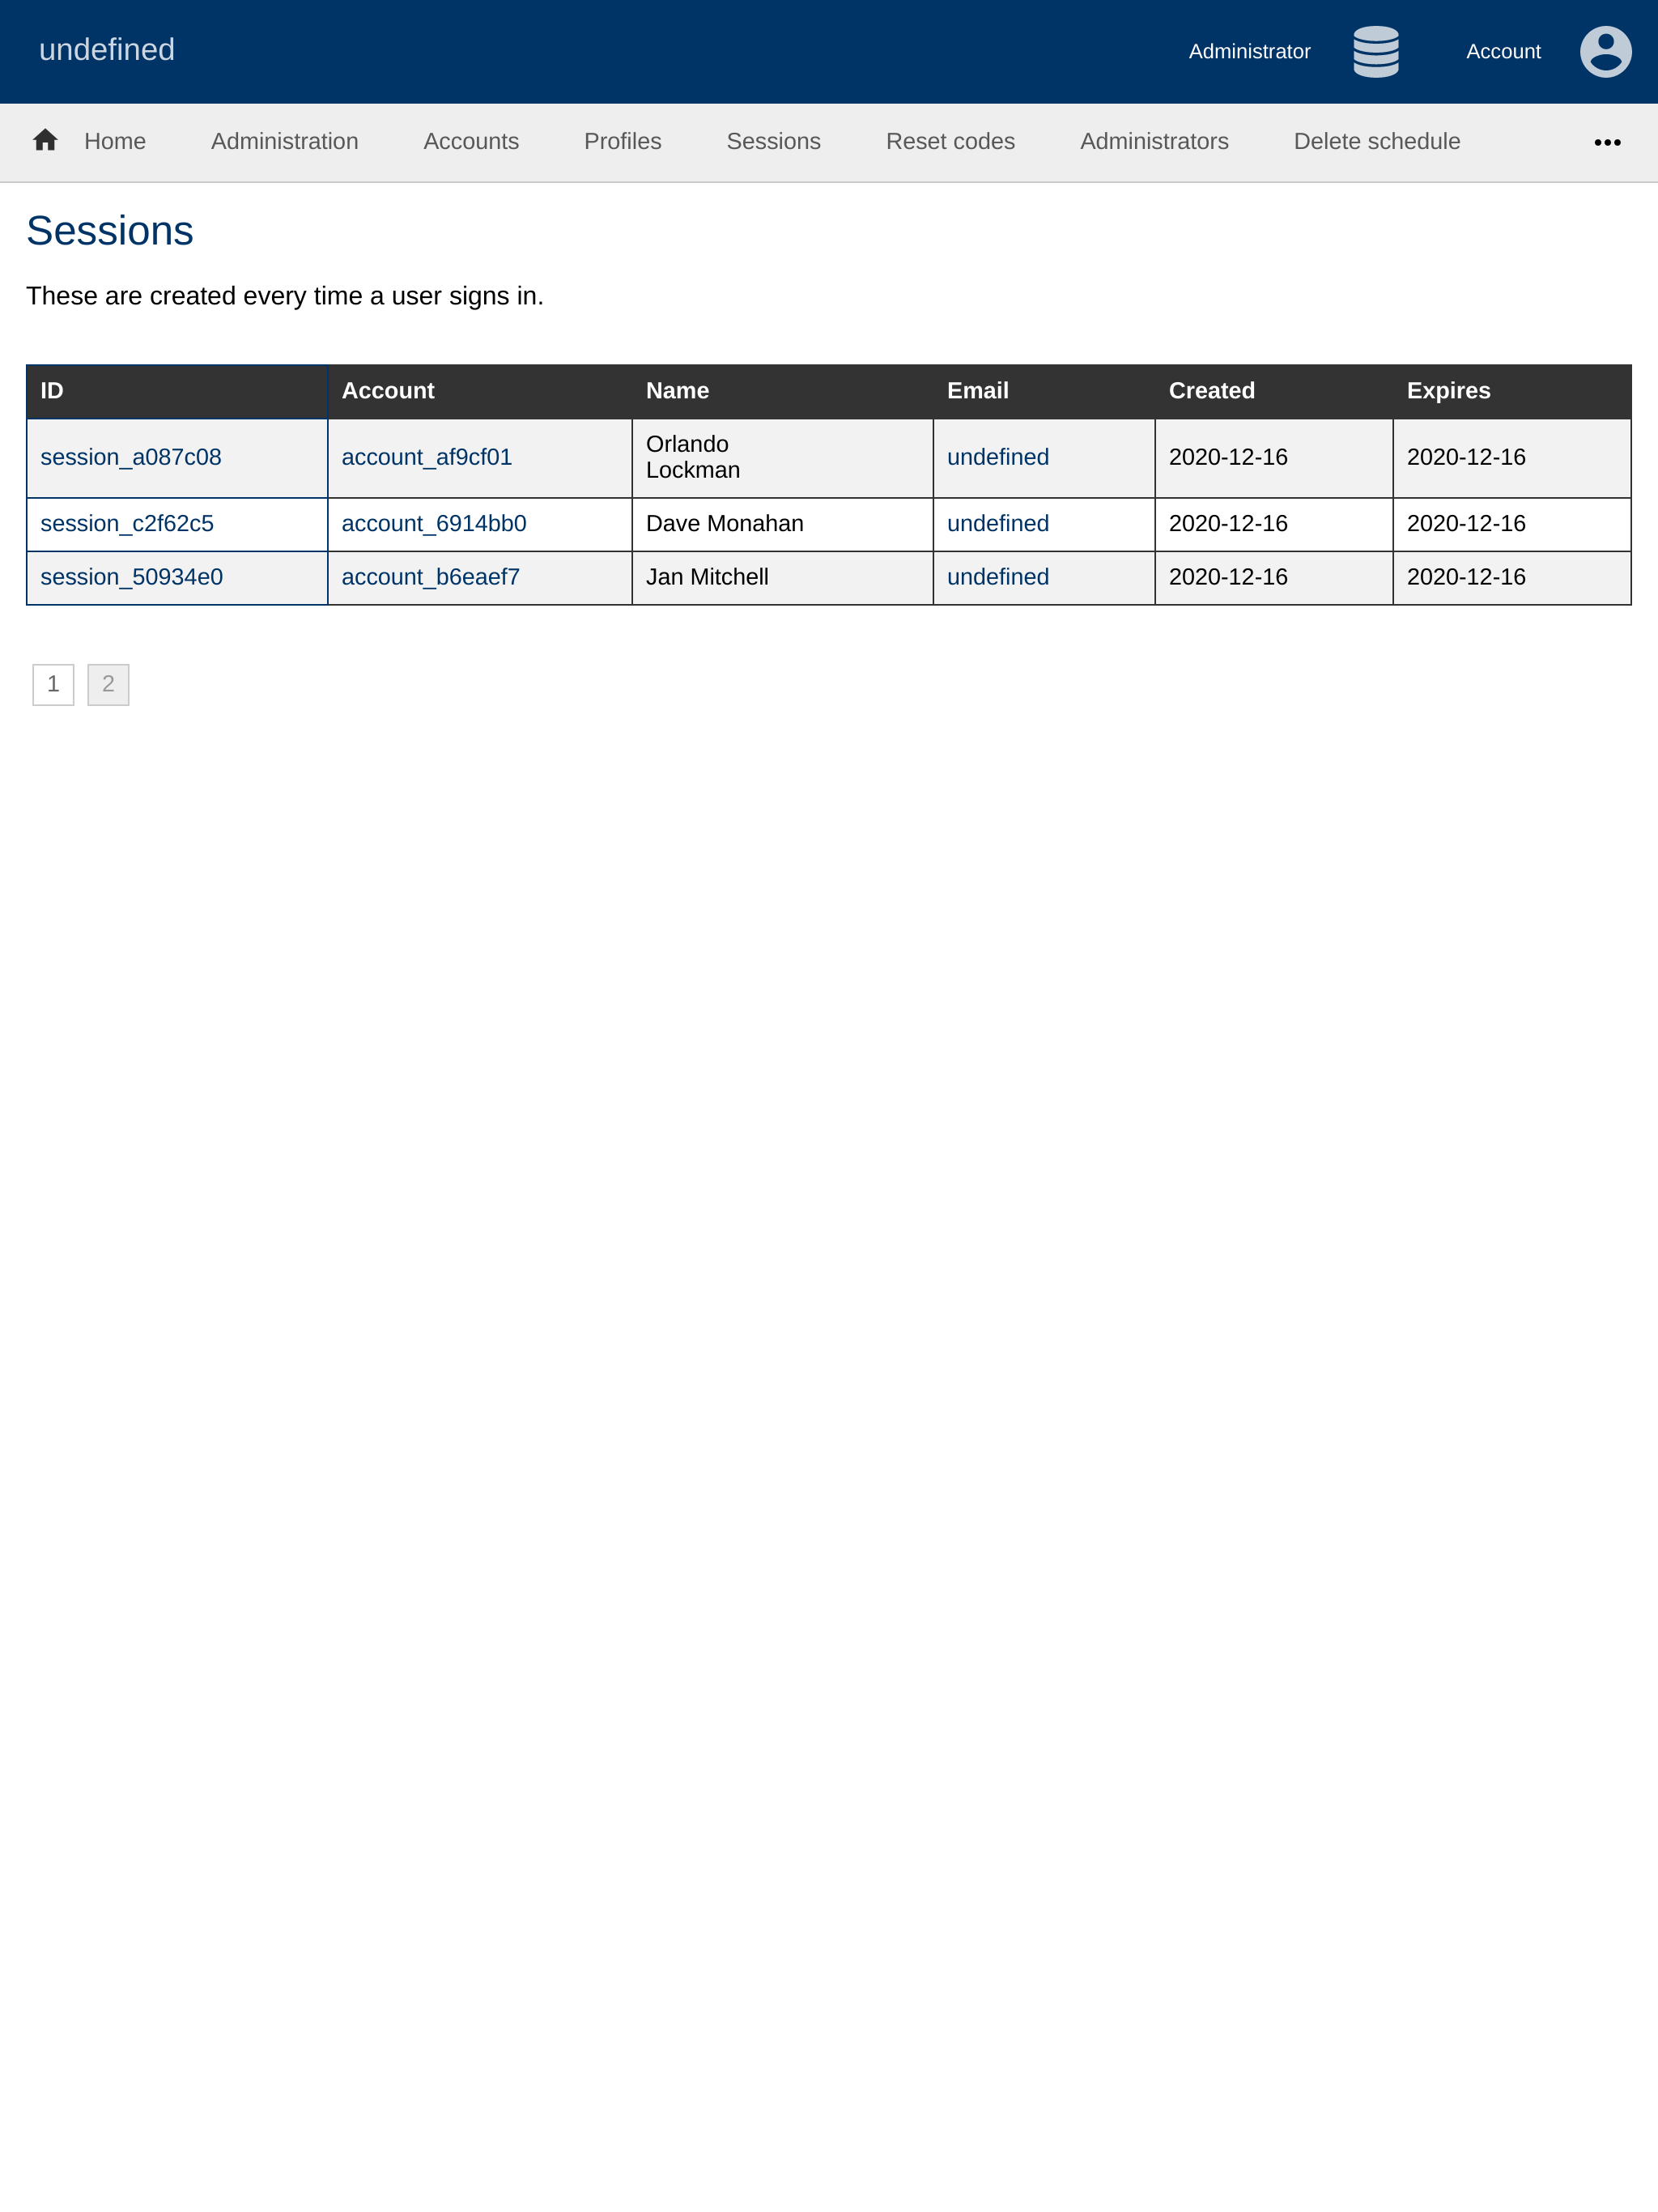 undefined
Administrator
Account
Home Administration Accounts Profiles Sessions Reset codes Administrators Delete schedule
Sessions
These are created every time a user signs in.
ID Account Name Email Created Expires
session_a087c08 account_af9cf01 Orlando Lockman undefined 2020-12-16 2020-12-16
session_c2f62c5 account_6914bb0 Dave Monahan undefined 2020-12-16 2020-12-16
session_50934e0 account_b6eaef7 Jan Mitchell undefined 2020-12-16 2020-12-16
1 2